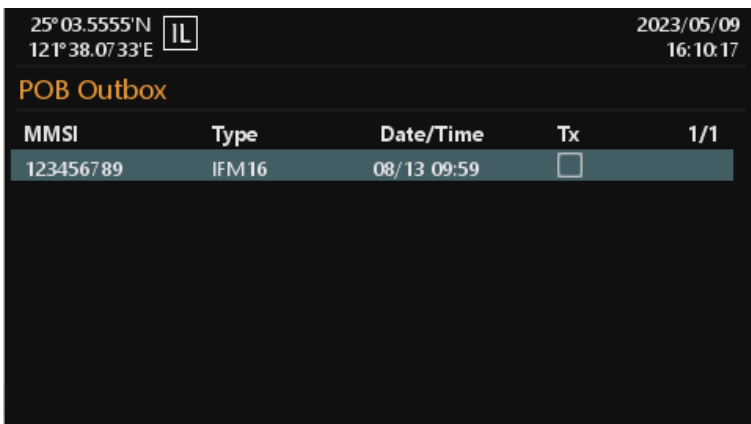 25°03.5555'N
121°38.0733'E
IL
2023/05/09
16:10:17
POB Outbox
MMSI Type Date/Time Tx 1/1
123456789 IFM16 08/13 09:59